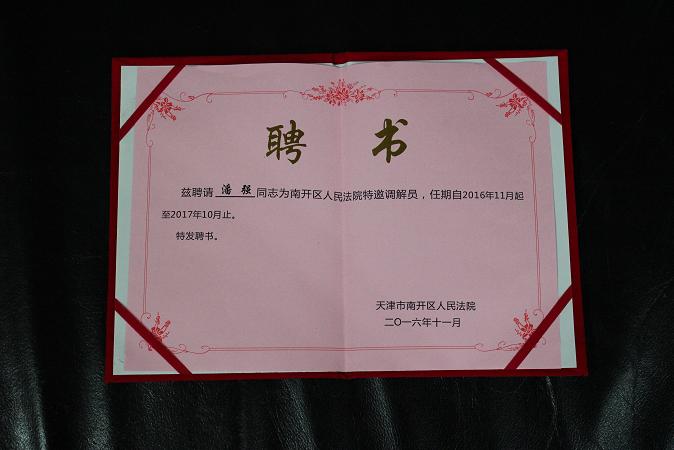 聘 书
兹聘请 潘 强 同志为南开区人民法院特邀调解员，任期自2016年11月起
至2017年10月止。
特发聘书。
天津市南开区人民法院
二〇一六年十一月